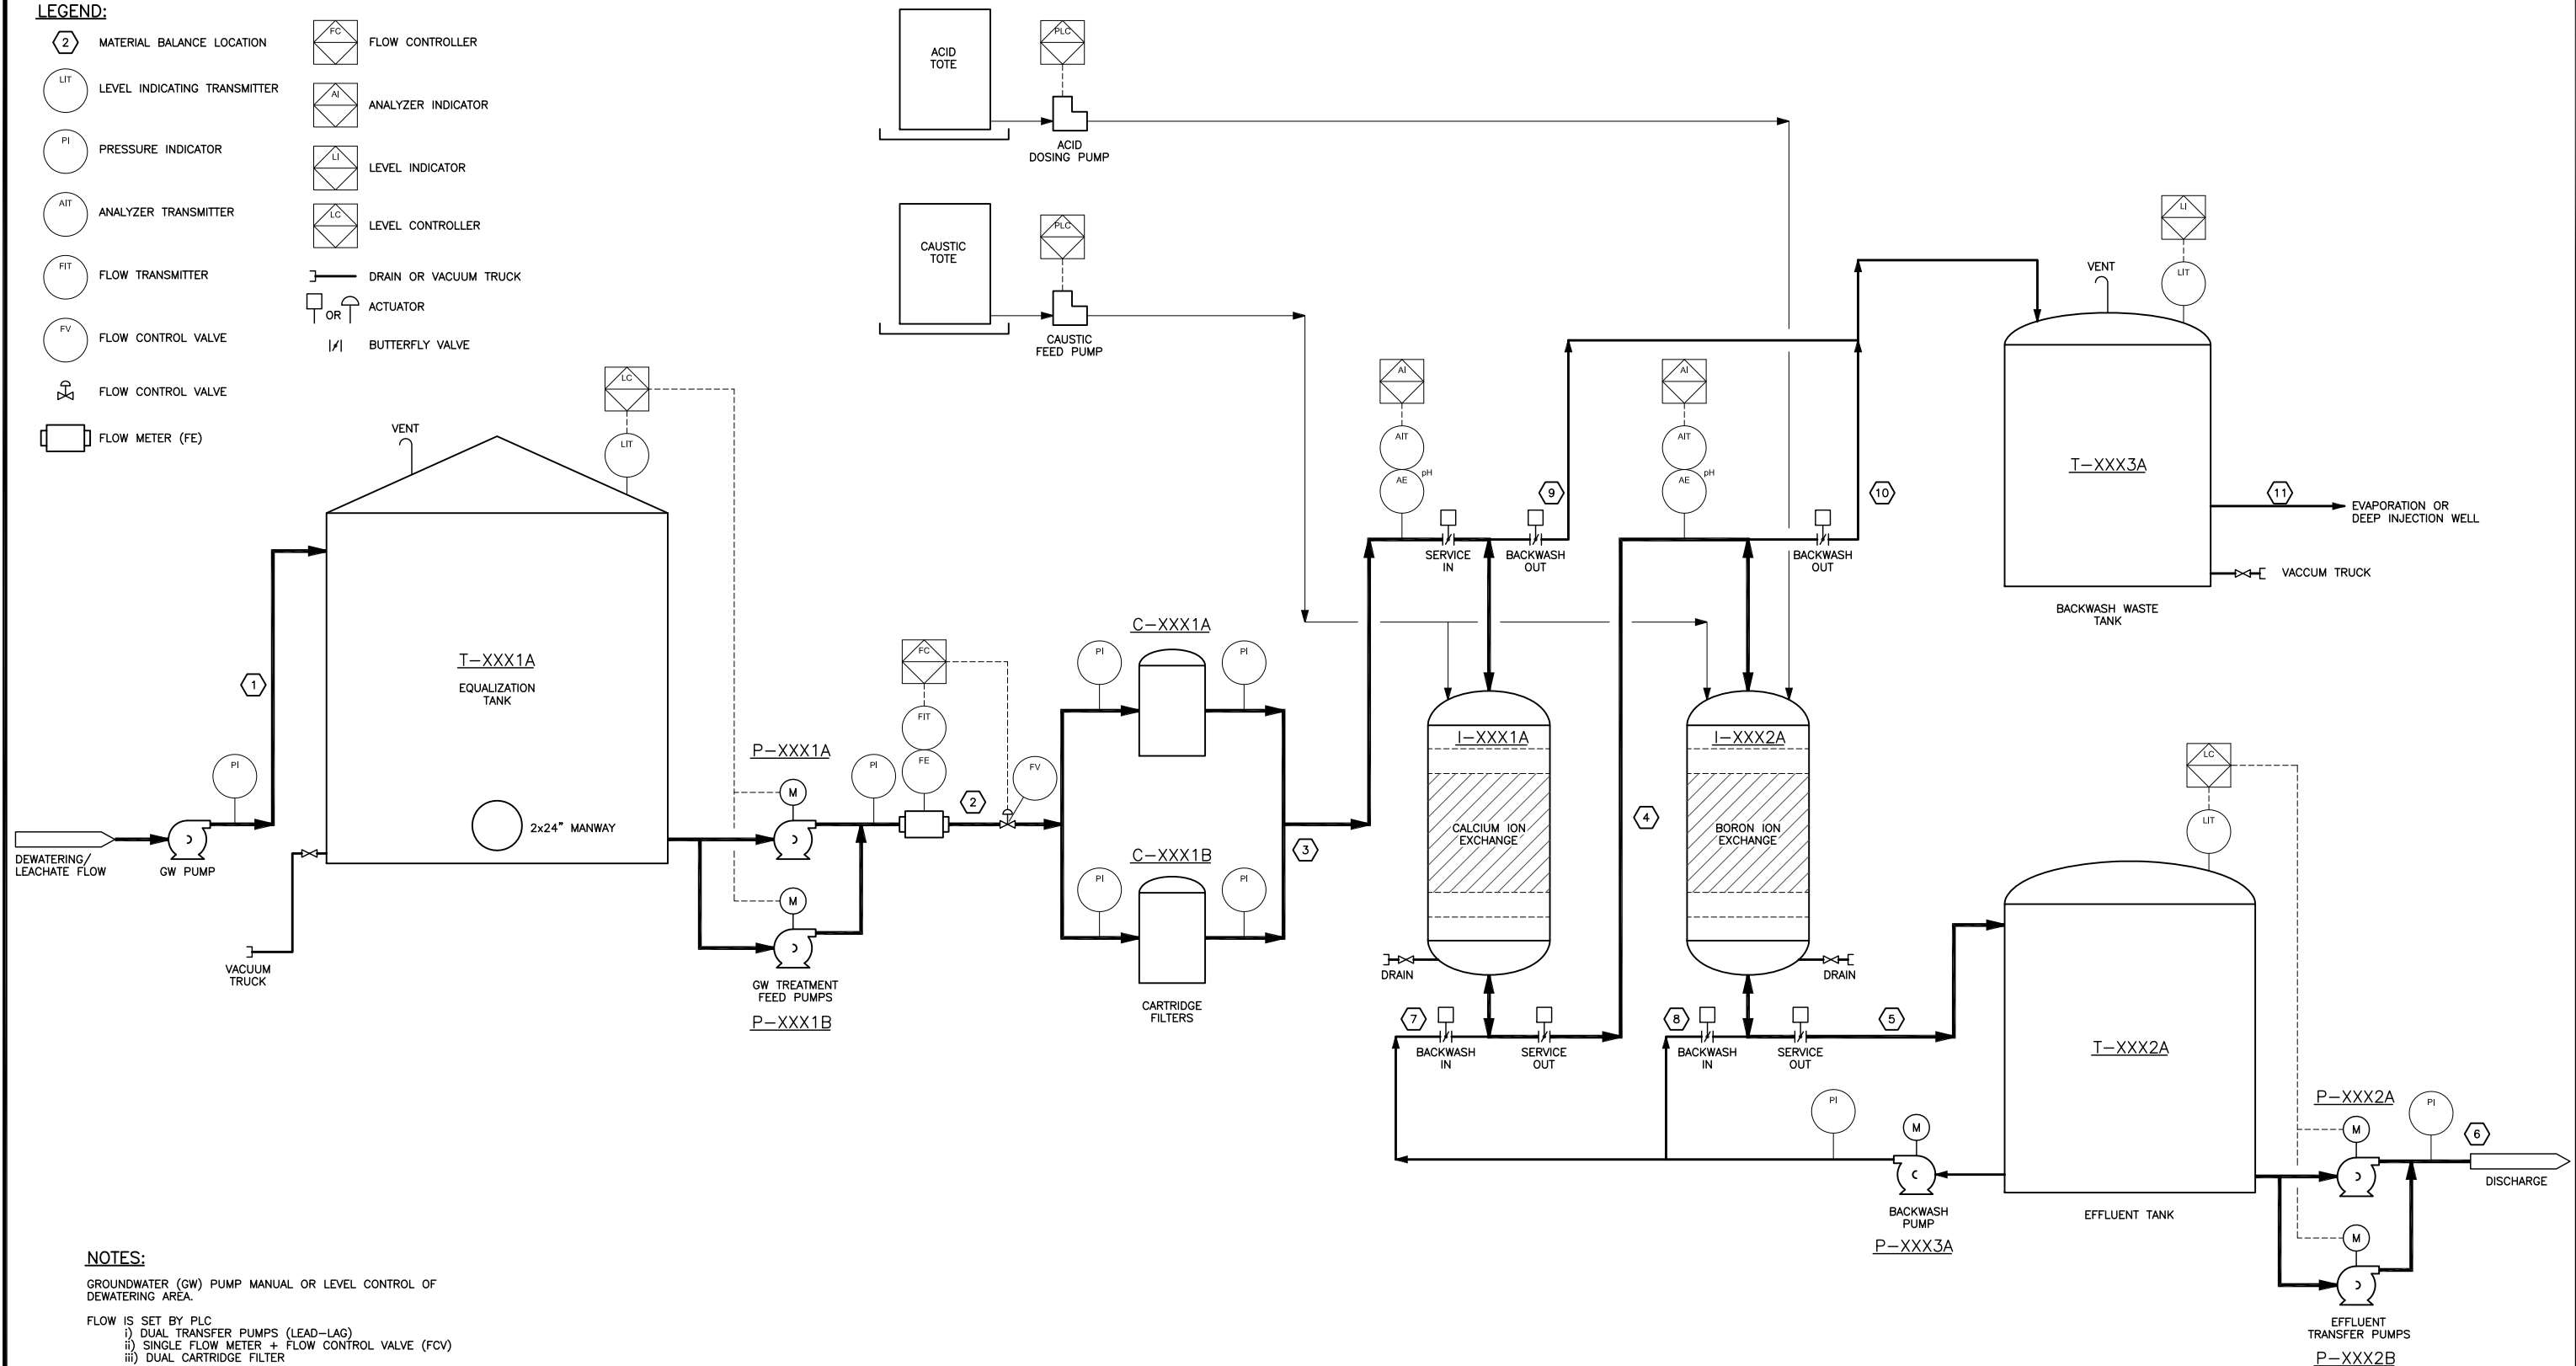 LEGEND:
2
MATERIAL BALANCE LOCATION
LIT
LEVEL INDICATING TRANSMITTER
PI
PRESSURE INDICATOR
AIT
ANALYZER TRANSMITTER
FIT
FLOW TRANSMITTER
FV
FLOW CONTROL VALVE
FLOW CONTROL VALVE
FLOW METER (FE)
FC
FLOW CONTROLLER
AI
ANALYZER INDICATOR
LI
LEVEL INDICATOR
LC
LEVEL CONTROLLER
DRAIN OR VACUUM TRUCK
OR
ACTUATOR
BUTTERFLY VALVE
ACID
TOTE
PLC
ACID
DOSING PUMP
CAUSTIC
TOTE
PLC
CAUSTIC
FEED PUMP
DEWATERING/
LEACHATE FLOW
GW PUMP
PI
1
VENT
LC
LIT
T-XXX1A
EQUALIZATION
TANK
2x24" MANWAY
VACUUM
TRUCK
P-XXX1A
M
M
GW TREATMENT
FEED PUMPS
P-XXX1B
PI
FC
FIT
FE
2
FV
C-XXX1A
PI
PI
C-XXX1B
PI
PI
CARTRIDGE
FILTERS
3
AI
AIT
AE
pH
SERVICE
IN
BACKWASH
OUT
9
I-XXX1A
CALCIUM ION
EXCHANGE
DRAIN
7
BACKWASH
IN
SERVICE
OUT
4
AI
AIT
AE
pH
BACKWASH
OUT
10
I-XXX2A
BORON ION
EXCHANGE
DRAIN
8
BACKWASH
IN
SERVICE
OUT
5
LI
LIT
VENT
T-XXX3A
11
EVAPORATION OR
DEEP INJECTION WELL
VACCUM TRUCK
BACKWASH WASTE
TANK
LC
LIT
T-XXX2A
EFFLUENT TANK
PI
M
BACKWASH
PUMP
P-XXX3A
P-XXX2A
M
PI
6
DISCHARGE
M
EFFLUENT
TRANSFER PUMPS
P-XXX2B
NOTES:
GROUNDWATER (GW) PUMP MANUAL OR LEVEL CONTROL OF
DEWATERING AREA.
FLOW IS SET BY PLC
i) DUAL TRANSFER PUMPS (LEAD-LAG)
ii) SINGLE FLOW METER + FLOW CONTROL VALVE (FCV)
iii) DUAL CARTRIDGE FILTER